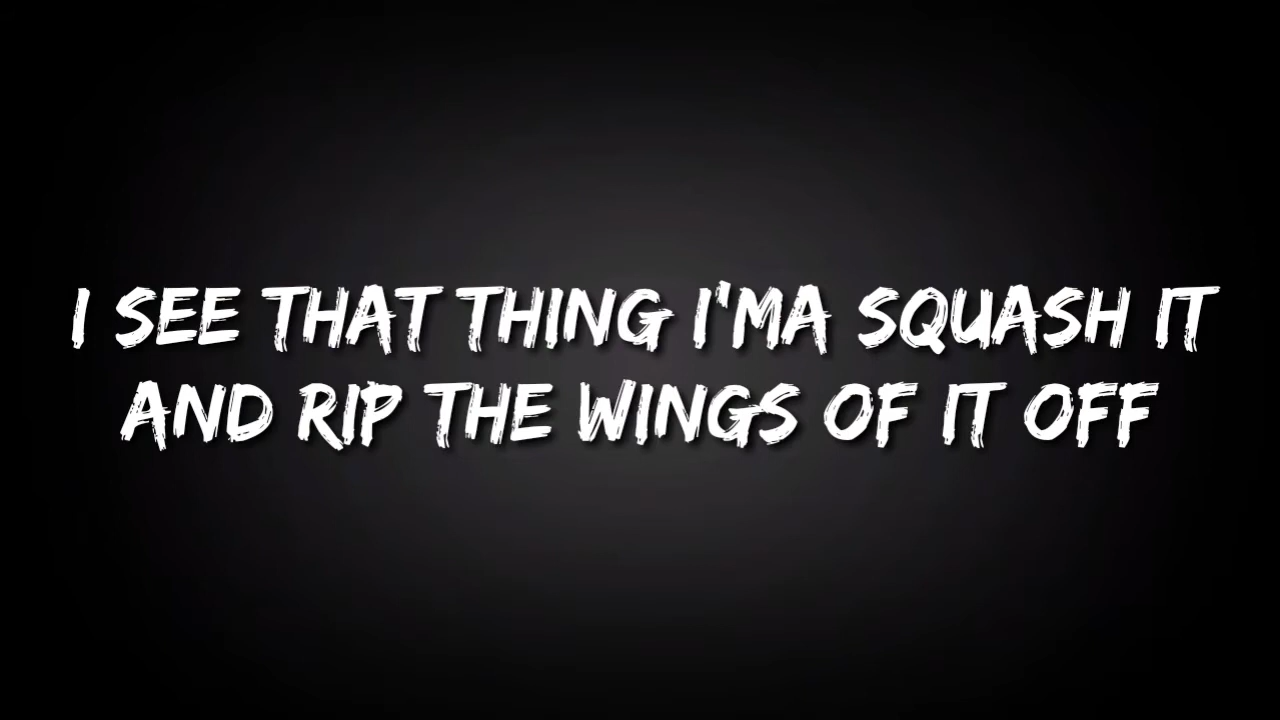 I SEE THAT THING I'MA SQUASH IT
AND RIP THE WINGS OF IT OFF